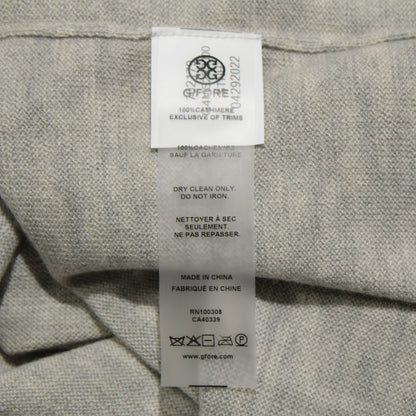 GFORE
100%CASHMERE
EXCLUSIVE OF TRIMS
04292022
100%CACHEMIRE
SAUF LA GARNITURE
DRY CLEAN ONLY.
DO NOT IRON.
NETTOYER À SEC
SEULEMENT.
NE PAS REPASSER.
MADE IN CHINA
FABRIQUÉ EN CHINE
RN100308
CA40339
www.gfore.com